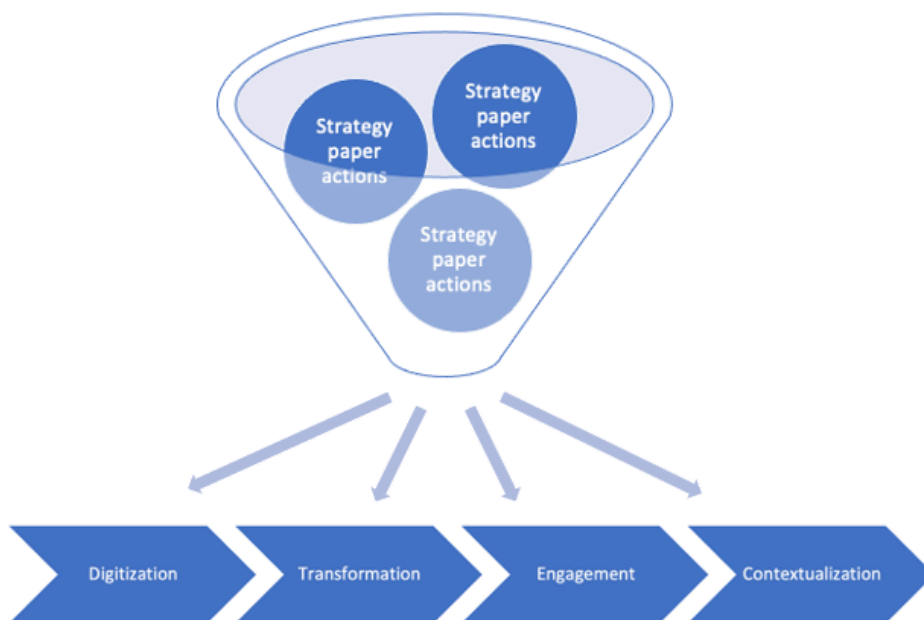 Strategy
paper
actions
Strategy
paper
actions
Strategy
paper
actions
Digitization
Transformation
Engagement
Contextualization